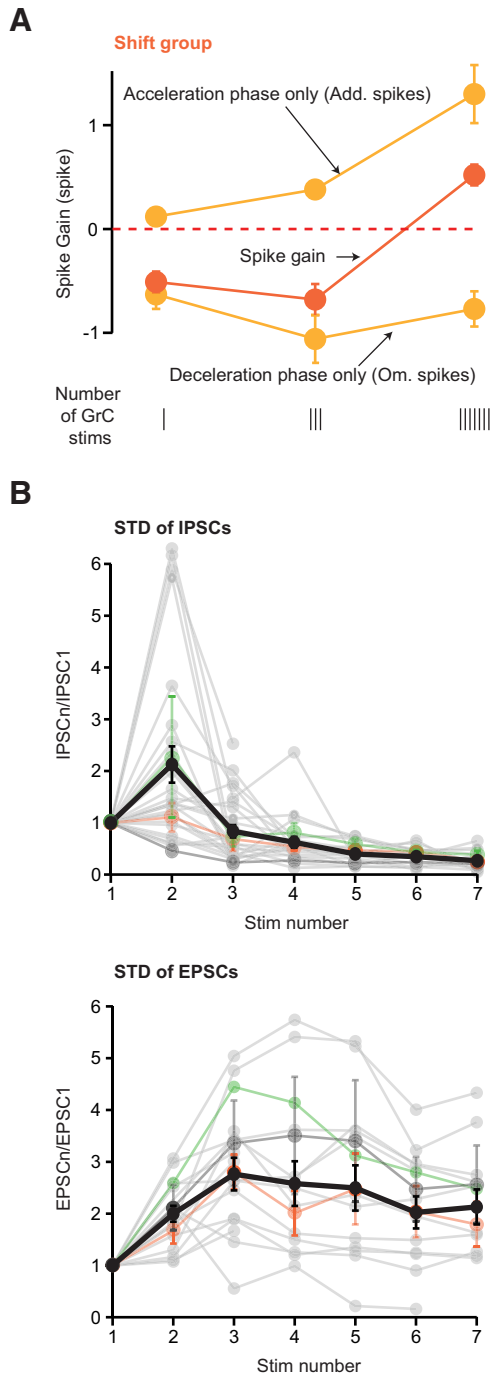 A
Shift group
Acceleration phase only (Add. spikes)
Spike Gain (spike)
1
0
-1
Spike gain
Deceleration phase only (Om. spikes)
Number
of GrC
stims
B
STD of IPSCs
IPSCn/IPSC1
6
5
4
3
2
1
0
1 2 3 4 5 6 7
Stim number
STD of EPSCs
EPSCn/EPSC1
6
5
4
3
2
1
0
1 2 3 4 5 6 7
Stim number